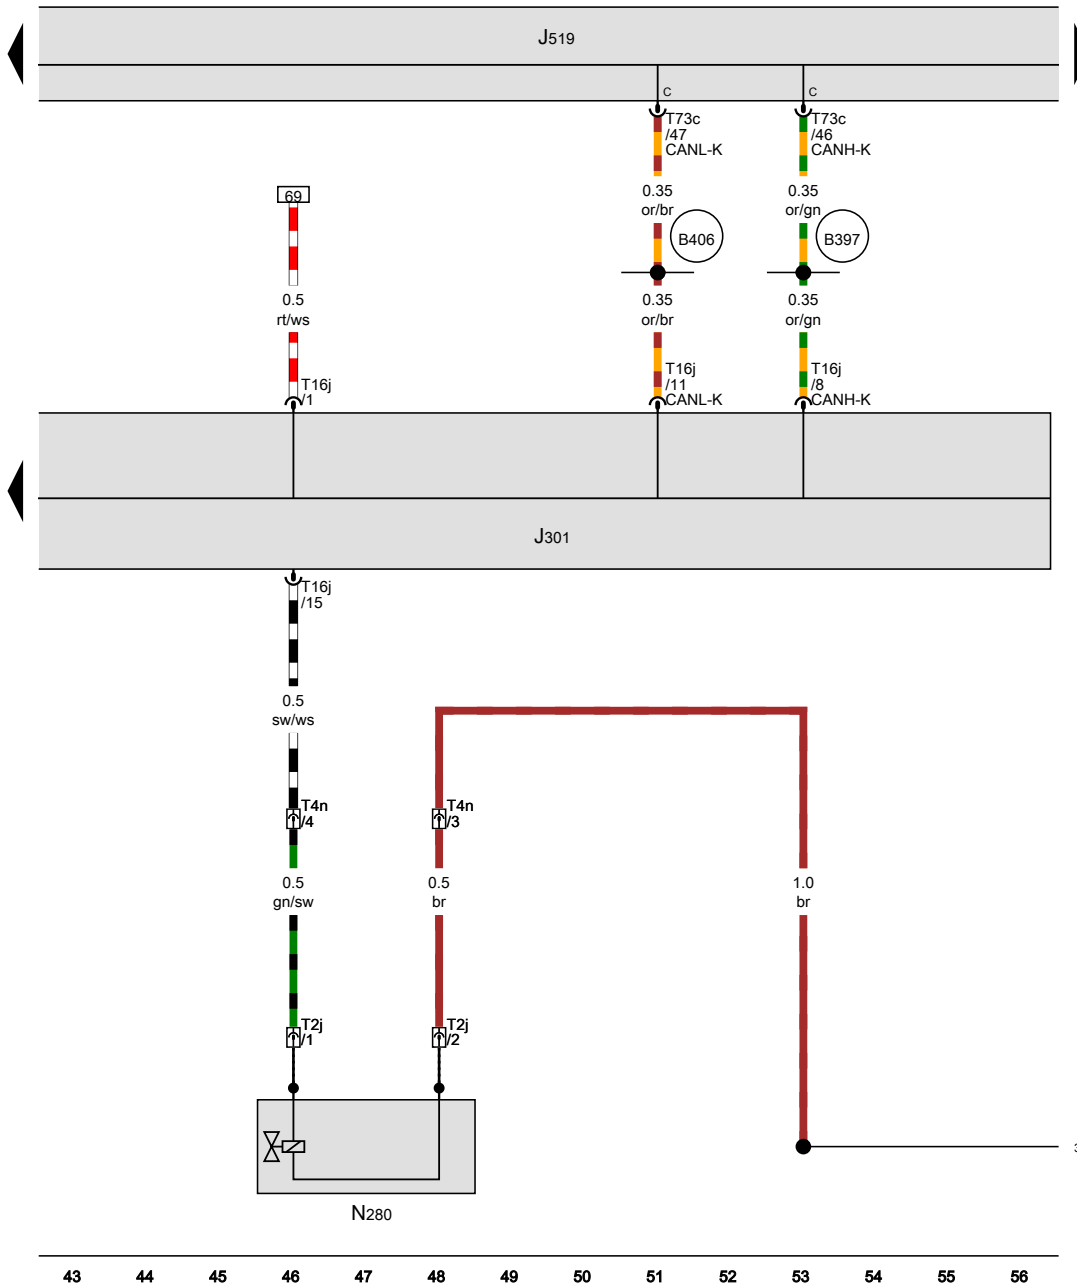 J519
C
C
T73c
/47
CANL-K
T73c
/46
CANH-K
69
0.35
or/br
0.35
or/gn
B406
B397
0.5
rt/ws
0.35
or/br
0.35
or/gn
T16j
/1
T16j
/11
CANL-K
T16j
/8
CANH-K
J301
T16j
/15
0.5
sw/ws
T4n
/4
T4n
/3
0.5
gn/sw
0.5
br
1.0
br
T2j
/1
T2j
/2
N280
43 44 45 46 47 48 49 50 51 52 53 54 55 56